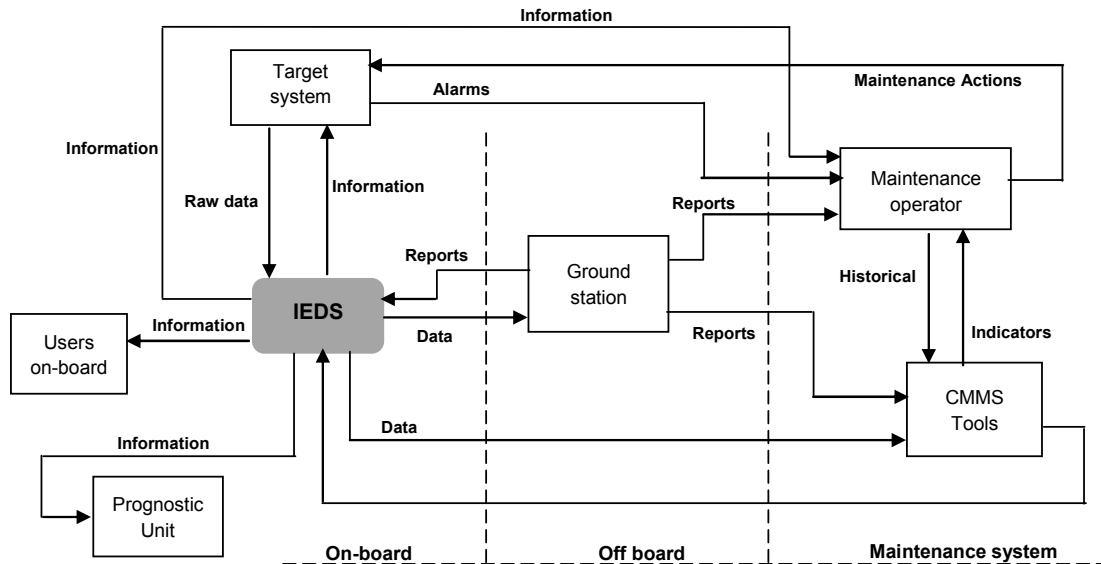 Information
Target
system
Maintenance Actions
Alarms
Information
Information
Raw data
Maintenance
operator
Reports
Reports
Ground
station
Historical
IEDS
Information
Data
Reports
Indicators
Users
on-board
CMMS
Tools
Data
Information
Prognostic
Unit
On-board
Off board
Maintenance system